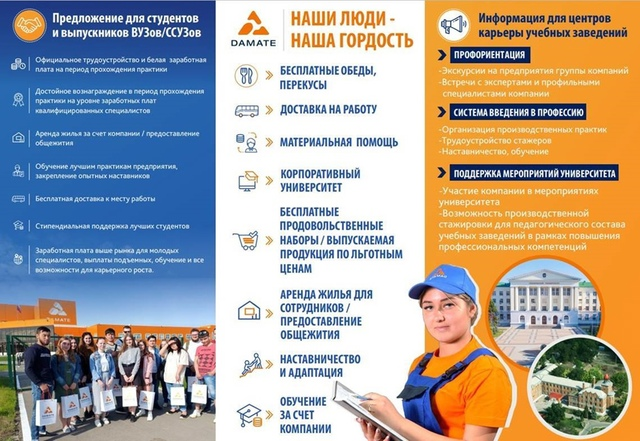 Предложение для студентов
и выпускников ВУЗов/ССУЗов
Официальное трудоустройство и белая заработная
плата на период прохождения практики
Достойное вознаграждение в период прохождения
практики на уровне заработных плат
квалифицированных специалистов
Аренда жилья за счет компании / предоставление
общежития
Обучение лучшим практикам предприятия,
закрепление опытных наставников
Бесплатная доставка к месту работы
Стипендиальная поддержка лучших студентов
Заработная плата выше рынка для молодых
специалистов, выплаты подъемных, обучение и все
возможности для карьерного роста.
DAMATE
DAMATE
НАШИ ЛЮДИ -
НАША ГОРДОСТЬ
БЕСПЛАТНЫЕ ОБЕДЫ,
ПЕРЕКУСЫ
ДОСТАВКА НА РАБОТУ
МАТЕРИАЛЬНАЯ ПОМОЩЬ
КОРПОРАТИВНЫЙ
УНИВЕРСИТЕТ
БЕСПЛАТНЫЕ
ПРОДОВОЛЬСТВЕННЫЕ
НАБОРЫ / ВЫПУСКАЕМАЯ
ПРОДУКЦИЯ ПО ЛЬГОТНЫМ
ЦЕНАМ
АРЕНДА ЖИЛЬЯ ДЛЯ
СОТРУДНИКОВ /
ПРЕДОСТАВЛЕНИЕ
ОБЩЕЖИТИЯ
НАСТАВНИЧЕСТВО
И АДАПТАЦИЯ
ОБУЧЕНИЕ
ЗА СЧЕТ
КОМПАНИИ
DAMATE
Информация для центров
карьеры учебных заведений
ПРОФОРИЕНТАЦИЯ
-Экскурсии на предприятия группы компаний
-Встречи с экспертами и профильными
специалистами компании
СИСТЕМА ВВЕДЕНИЯ В ПРОФЕССИЮ
-Организация производственных практик
-Трудоустройство стажеров
-Наставничество, обучение
ПОДДЕРЖКА МЕРОПРИЯТИЙ УНИВЕРСИТЕТА
-Участие компании в мероприятиях
университета
-Возможность производственной
стажировки для педагогического состава
учебных заведений в рамках повышения
профессиональных компетенций